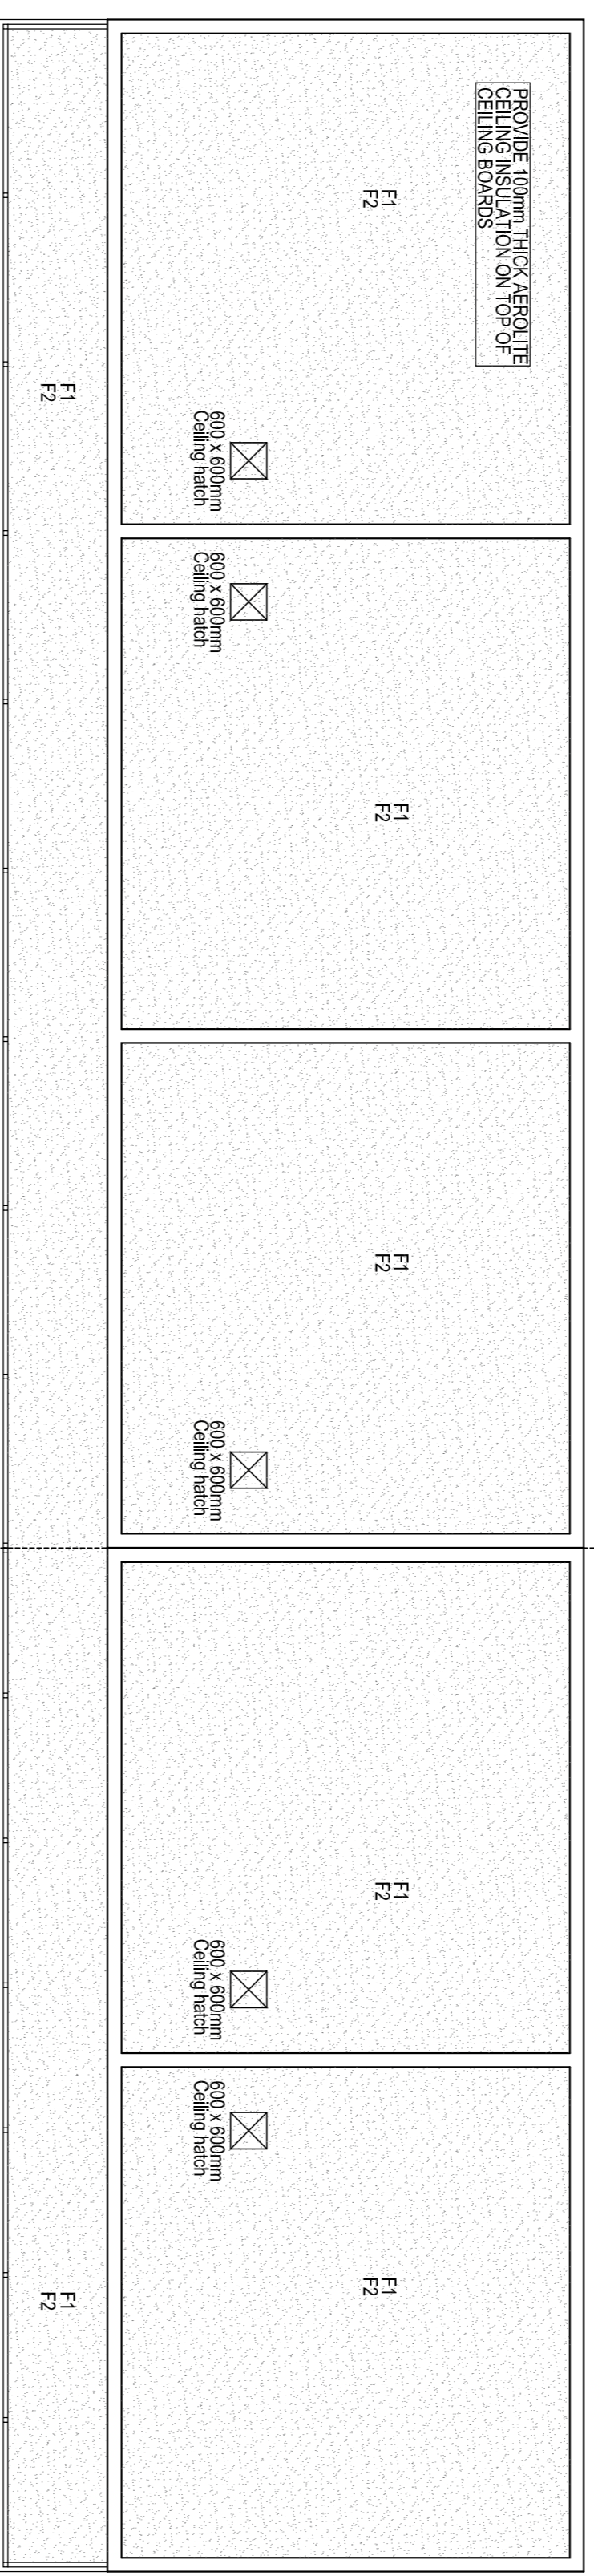 PROVIDE 100mm THICK AEROLITE
CEILING INSULATION ON TOP OF
CEILING BOARDS
F1
F2
600 x 600mm
Ceiling hatch
600 x 600mm
Ceiling hatch
F1
F2
F1
F2
600 x 600mm
Ceiling hatch
F1
F2
600 x 600mm
Ceiling hatch
600 x 600mm
Ceiling hatch
F1
F2
F1
F2
F1
F2